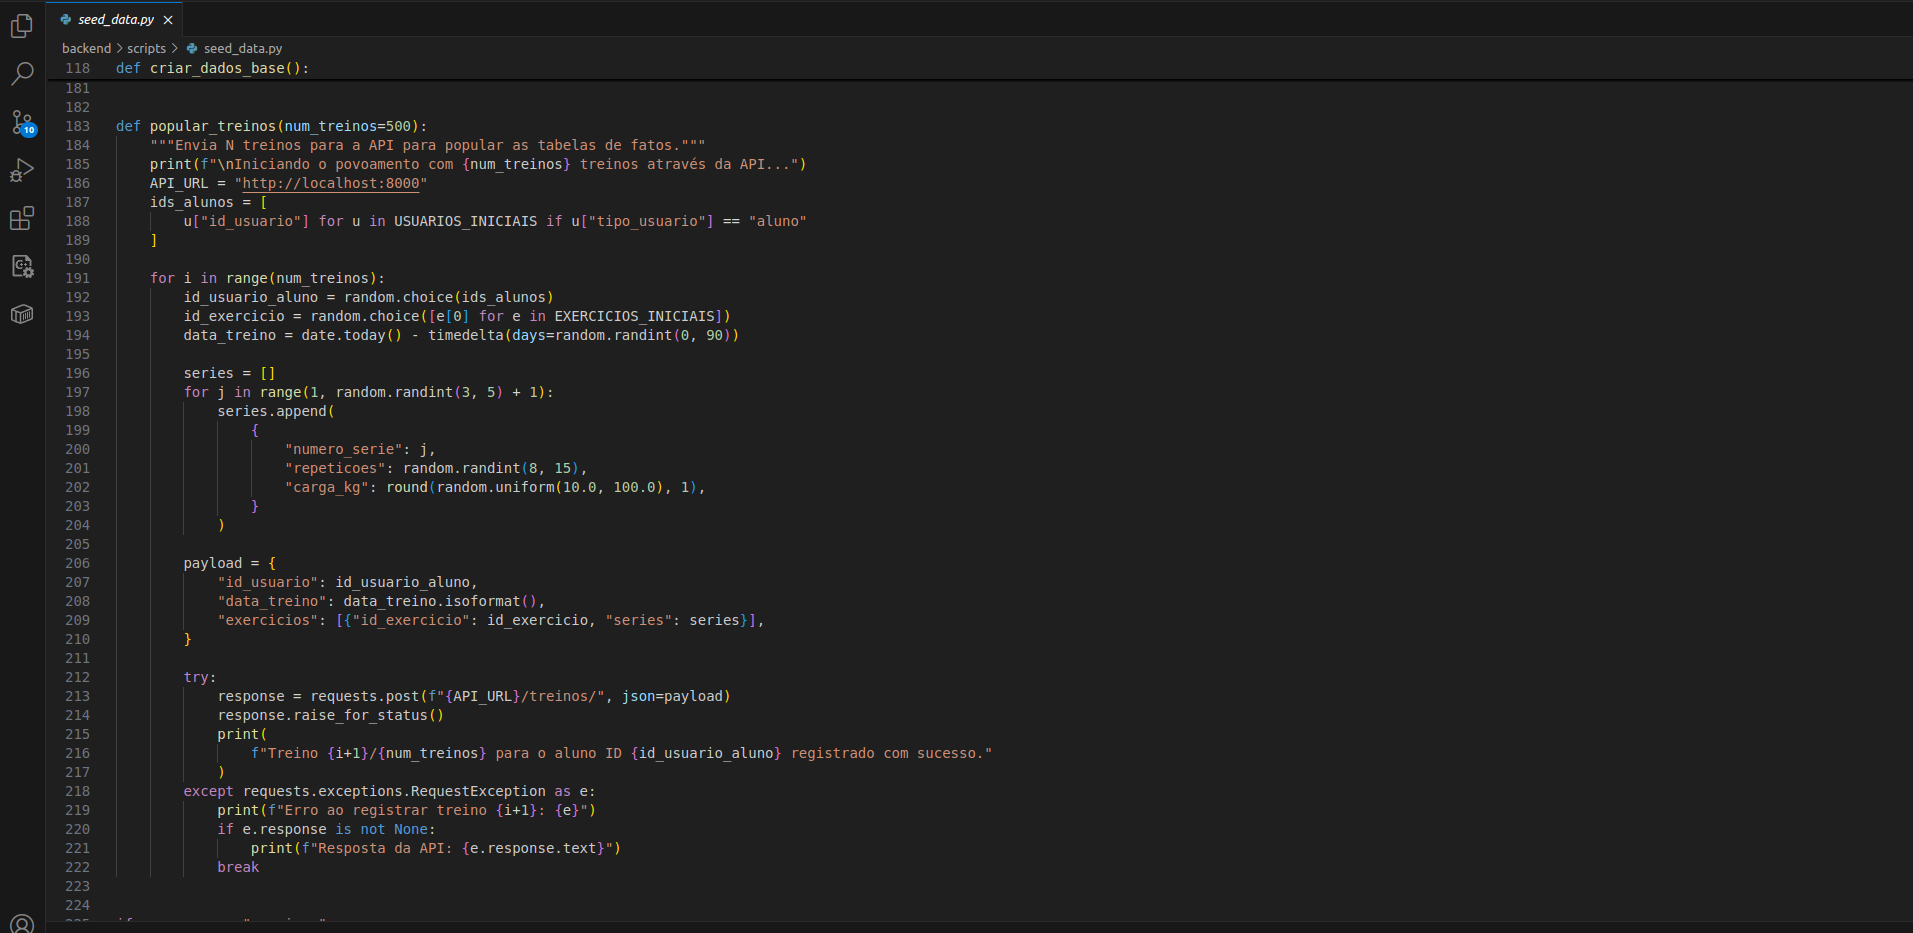 seed_data.py
backend > scripts > seed_data.py
118 def criar_dados_base():
181
182
183 def popular_treinos(num_treinos=500):
184     """Envia N treinos para a API para popular as tabelas de fatos."""
185     print(f"\nIniciando o povoamento com {num_treinos} treinos através da API...")
186     API_URL = "http://localhost:8000"
187     ids_alunos = [
188         u["id_usuario"] for u in USUARIOS_INICIAIS if u["tipo_usuario"] == "aluno"
189     ]
190
191     for i in range(num_treinos):
192         id_usuario_aluno = random.choice(ids_alunos)
193         id_exercicio = random.choice([e[0] for e in EXERCICIOS_INICIAIS])
194         data_treino = date.today() - timedelta(days=random.randint(0, 90))
195
196         series = []
197         for j in range(1, random.randint(3, 5) + 1):
198             series.append(
199                 {
200                     "numero_serie": j,
201                     "repeticoes": random.randint(8, 15),
202                     "carga_kg": round(random.uniform(10.0, 100.0), 1),
203                 }
204             )
205
206         payload = {
207             "id_usuario": id_usuario_aluno,
208             "data_treino": data_treino.isoformat(),
209             "exercicios": [{"id_exercicio": id_exercicio, "series": series}],
210         }
211
212         try:
213             response = requests.post(f"{API_URL}/treinos/", json=payload)
214             response.raise_for_status()
215             print(
216                 f"Treino {i+1}/{num_treinos} para o aluno ID {id_usuario_aluno} registrado com sucesso."
217             )
218         except requests.exceptions.RequestException as e:
219             print(f"Erro ao registrar treino {i+1}: {e}")
220             if e.response is not None:
221                 print(f"Resposta da API: {e.response.text}")
222             break
223
224
10